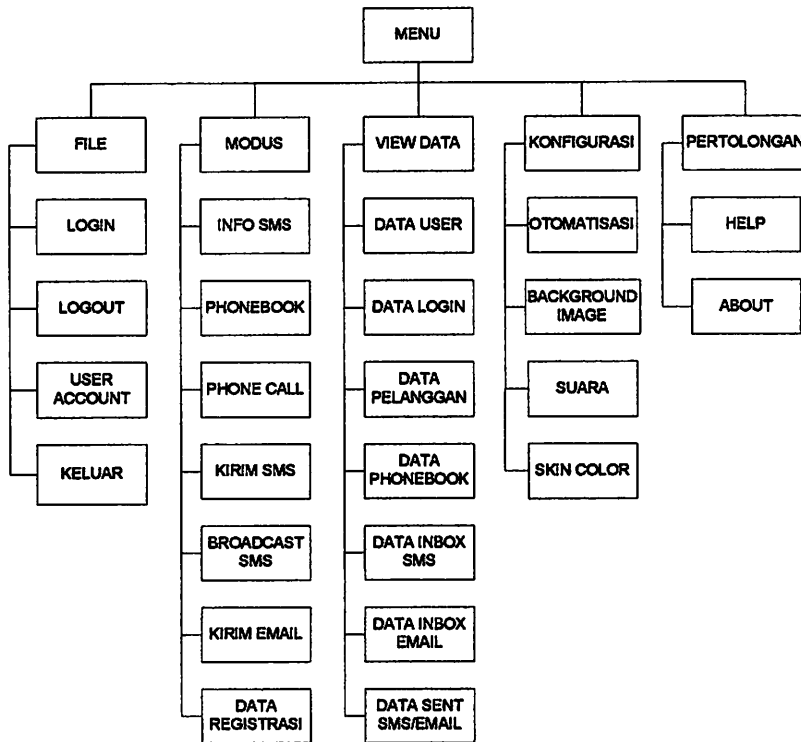 MENU
FILE
MODUS
VIEW DATA
KONFIGURASI
PERTOLONGAN
LOGIN
INFO SMS
DATA USER
OTOMATISASI
HELP
LOGOUT
PHONEBOOK
DATA LOGIN
BACKGROUND
IMAGE
ABOUT
USER
ACCOUNT
PHONE CALL
DATA
PELANGGAN
SUARA
KELUAR
KIRIM SMS
DATA
PHONEBOOK
SKIN COLOR
BROADCAST
SMS
DATA INBOX
SMS
KIRIM EMAIL
DATA INBOX
EMAIL
DATA
REGISTRASI
DATA SENT
SMS/EMAIL